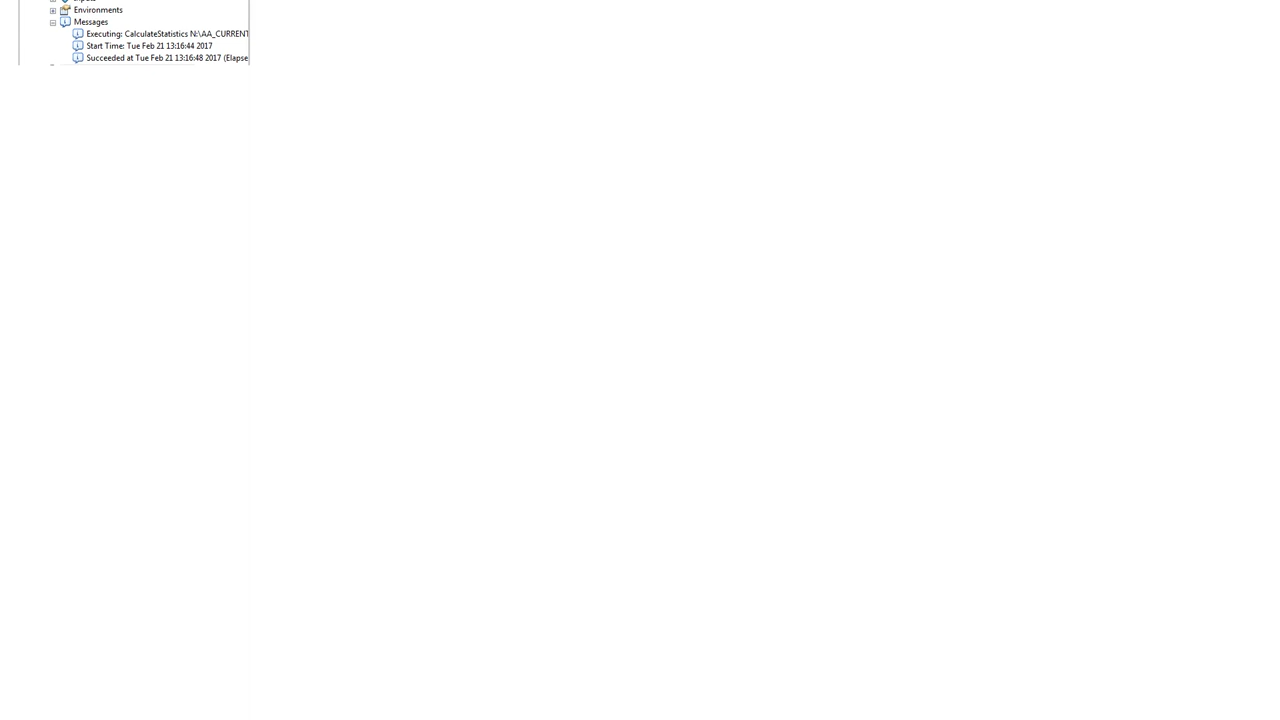 Environments
Messages
Executing: CalculateStatistics N:\AA_CURRENT
Start Time: Tue Feb 21 13:16:44 2017
Succeeded at Tue Feb 21 13:16:48 2017 (Elapse